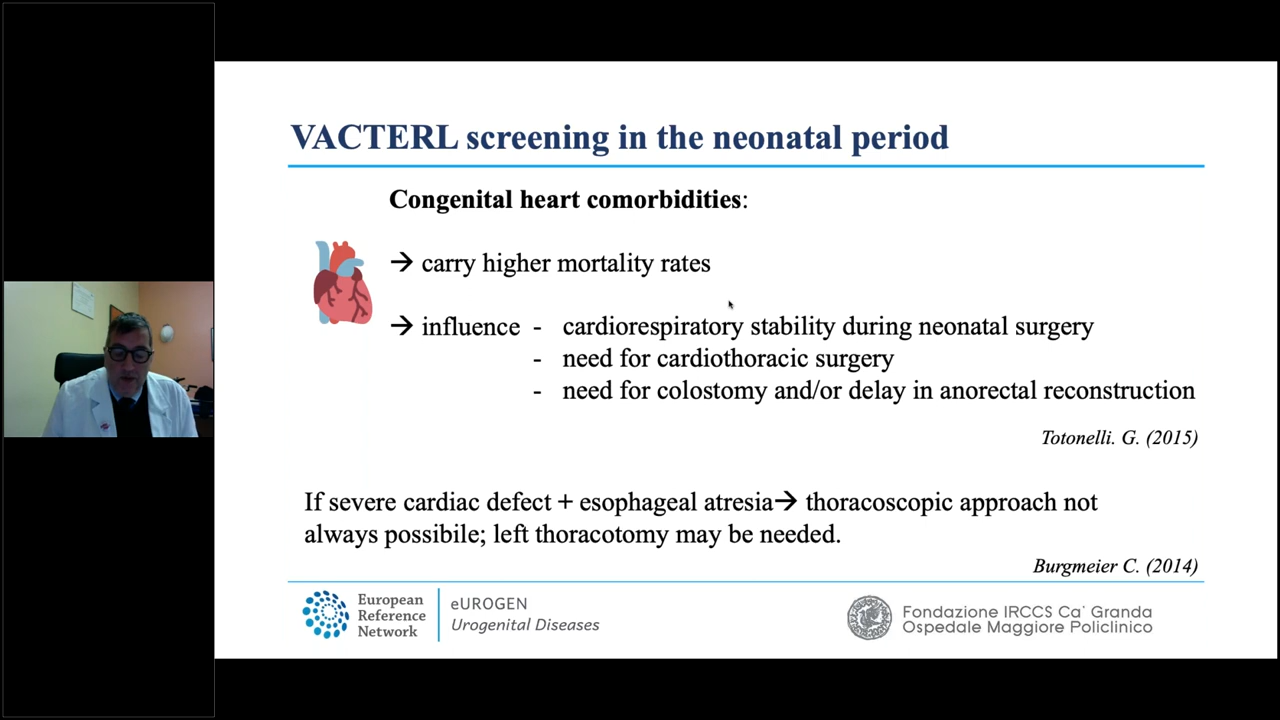 VACTERL screening in the neonatal period
Congenital heart comorbidities:
→ carry higher mortality rates
→ influence - cardiorespiratory stability during neonatal surgery
- need for cardiothoracic surgery
- need for colostomy and/or delay in anorectal reconstruction
Totonelli. G. (2015)
If severe cardiac defect + esophageal atresia→ thoracoscopic approach not
always possibile; left thoracotomy may be needed.
Burgmeier C. (2014)
European
Reference
Network
eUROGEN
Urogenital Diseases
Fondazione IRCCS Ca' Granda
Ospedale Maggiore Policlinico